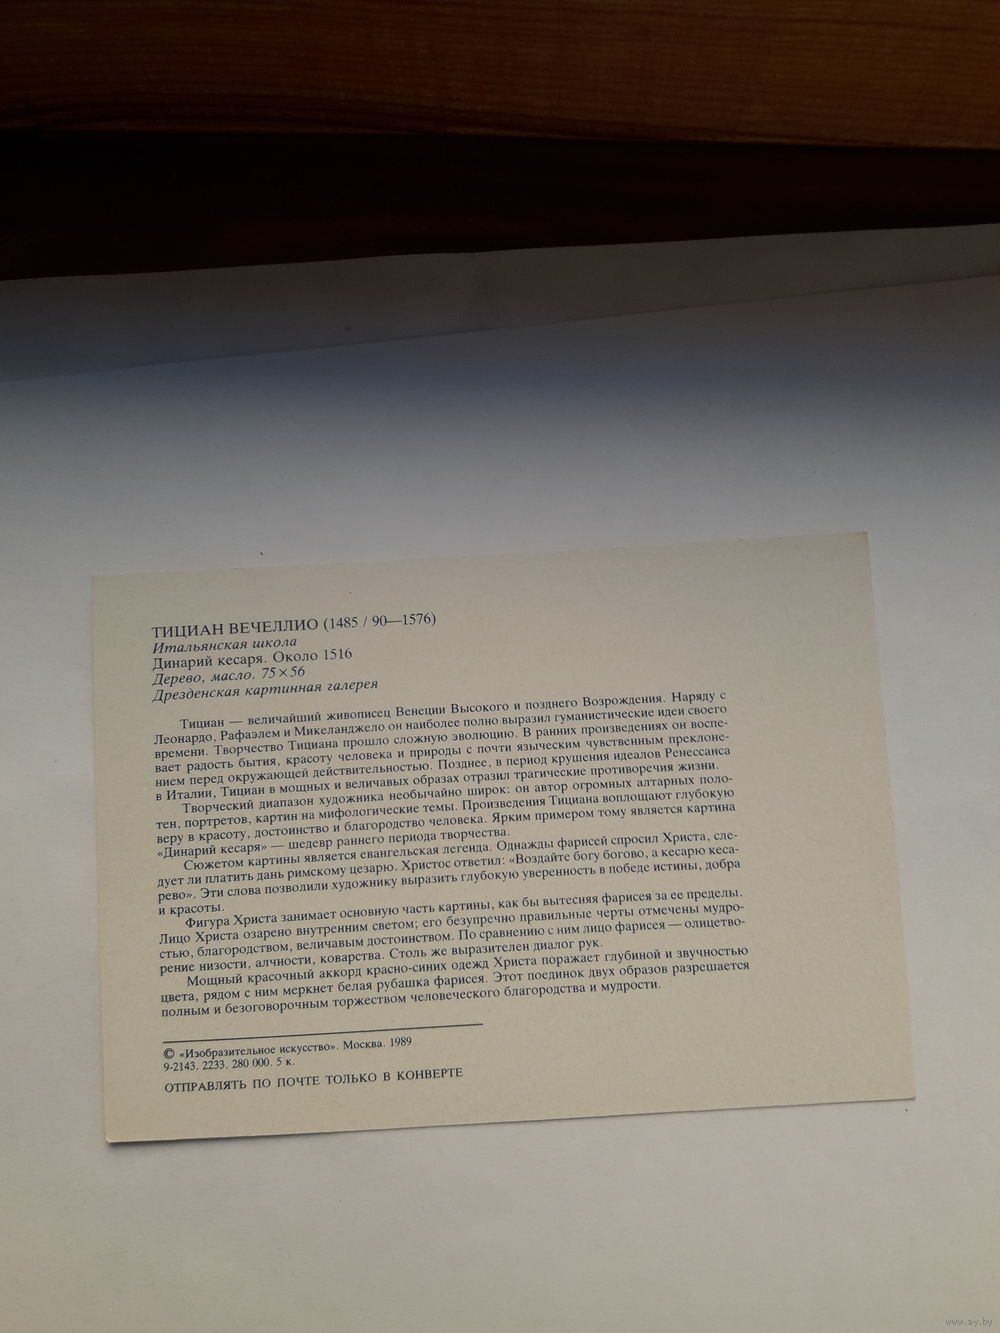 ТИЦИАН ВЕЧЕЛЛИО (1485 / 90—1576)
Итальянская школа
Динарий кесаря. Около 1516
Дерево, масло. 75×56
Дрезденская картинная галерея
Тициан — величайший живописец Венеции Высокого и позднего Возрождения. Наряду с
Леонардо, Рафаэлем и Микеланджело он наиболее полно выразил гуманистические идеи своего
времени. Творчество Тициана прошло сложную эволюцию. В ранних произведениях он воспе-
вает радость бытия, красоту человека и природы с почти языческим чувственным преклоне-
нием перед окружающей действительностью. Позднее, в период крушения идеалов Ренессанса
в Италии, Тициан в мощных и величавых образах отразил трагические противоречия жизни.
Творческий диапазон художника необычайно широк: он автор огромных алтарных поло-
тен, портретов, картин на мифологические темы. Произведения Тициана воплощают глубокую
веру в красоту, достоинство и благородство человека. Ярким примером тому является картина
«Динарий кесаря» — шедевр раннего периода творчества.
Сюжетом картины является евангельская легенда. Однажды фарисей спросил Христа, сле-
дует ли платить дань римскому цезарю. Христос ответил: «Воздайте богу богово, а кесарю кеса-
рево». Эти слова позволили художнику выразить глубокую уверенность в победе истины, добра
и красоты.
Фигура Христа занимает основную часть картины, как бы вытесняя фарисея за ее пределы.
Лицо Христа озарено внутренним светом; его безупречно правильные черты отмечены мудро-
стью, благородством, величавым достоинством. По сравнению с ним лицо фарисея — олицетво-
рение низости, алчности, коварства. Столь же выразителен диалог рук.
Мощный красочный аккорд красно-синих одежд Христа поражает глубиной и звучностью
цвета, рядом с ним меркнет белая рубашка фарисея. Этот поединок двух образов разрешается
полным и безоговорочным торжеством человеческого благородства и мудрости.
© «Изобразительное искусство». Москва. 1989
9-2143. 2233. 280 000. 5 к.
ОТПРАВЛЯТЬ ПО ПОЧТЕ ТОЛЬКО В КОНВЕРТЕ
www.ay.by